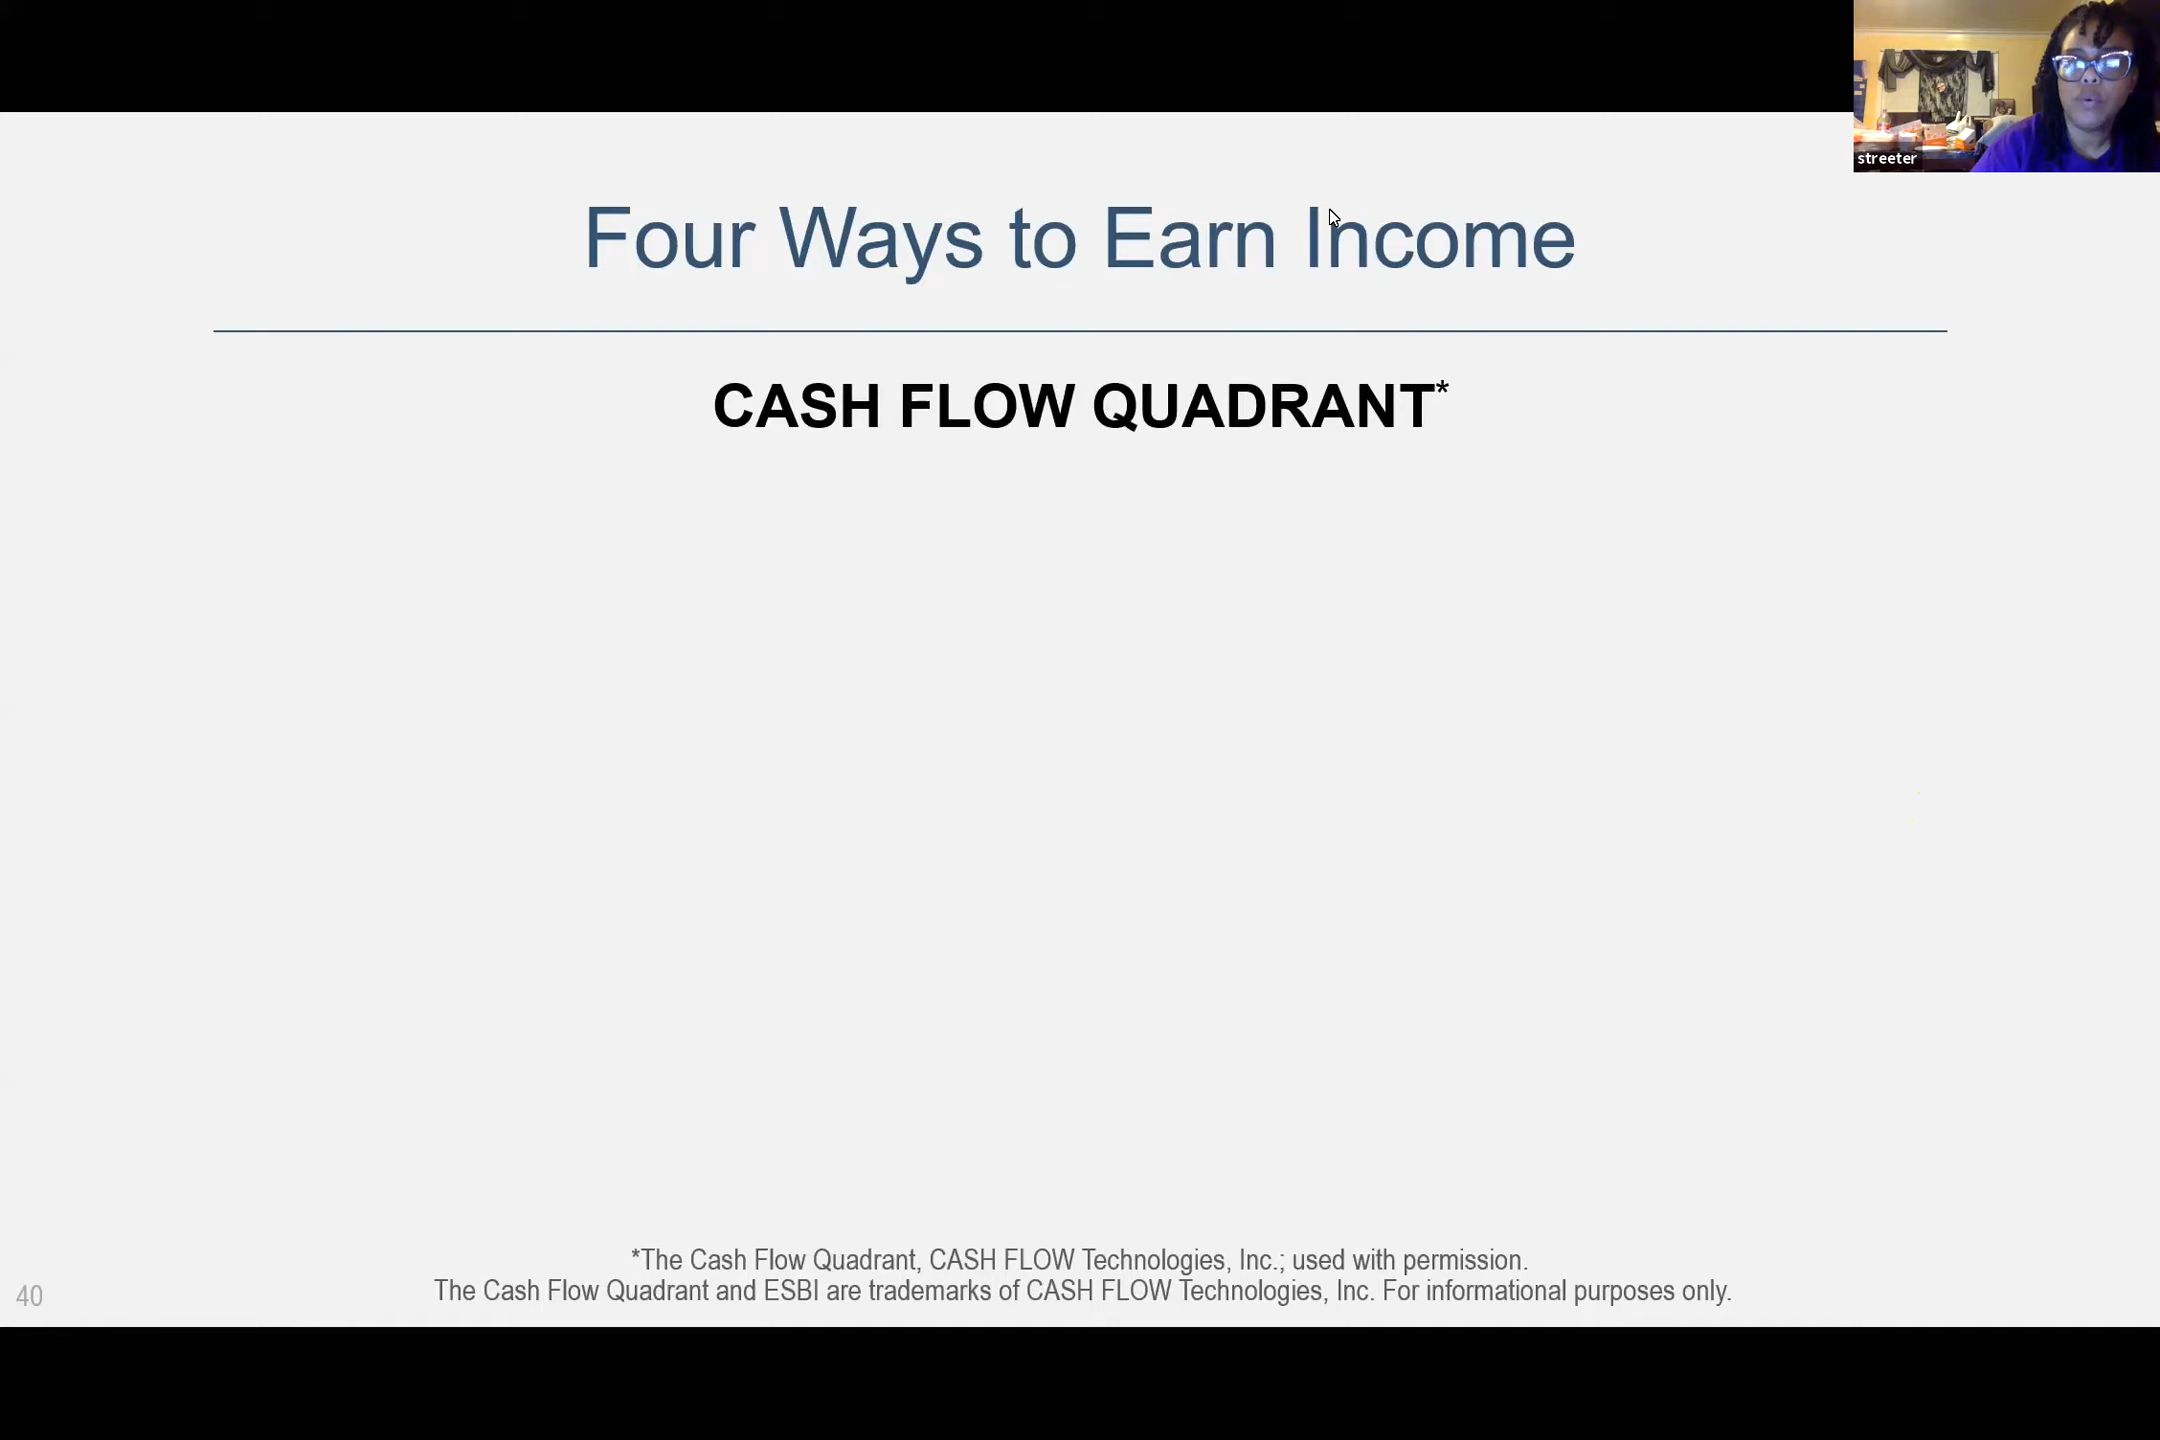 streeter
Four Ways to Earn Income
CASH FLOW QUADRANT*
*The Cash Flow Quadrant, CASH FLOW Technologies, Inc.; used with permission.
The Cash Flow Quadrant and ESBI are trademarks of CASH FLOW Technologies, Inc. For informational purposes only.
40